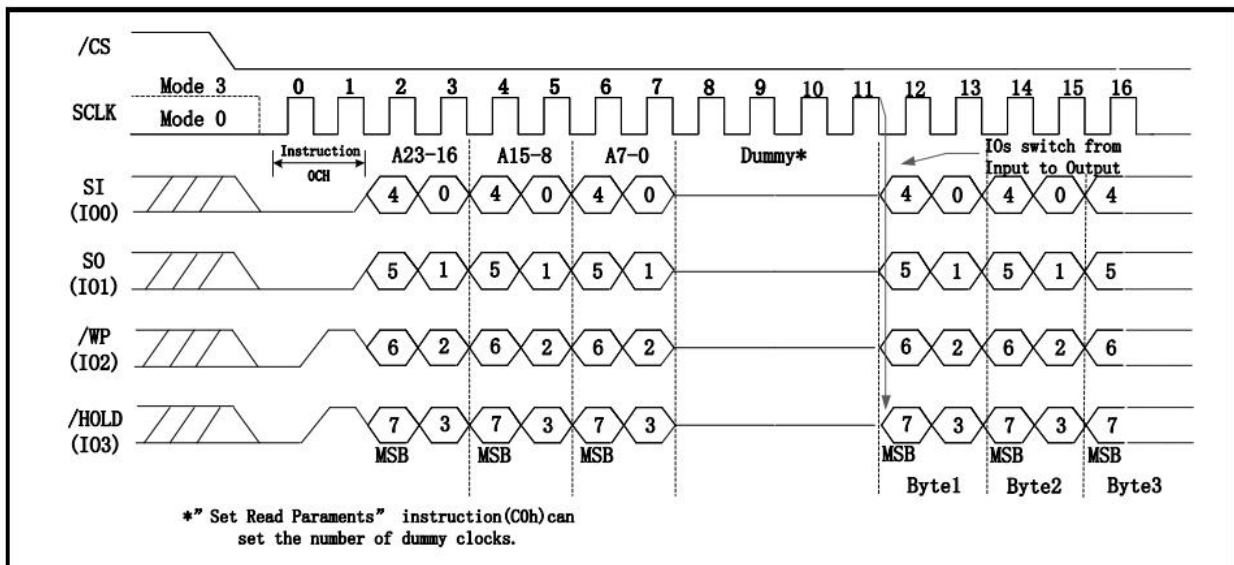 /CS
Mode 3
0 1 2 3 4 5 6 7 8 9 10 11 12 13 14 15 16
SCLK
Mode 0
Instruction
0CH
A23-16 A15-8 A7-0 Dummy*
IOs switch from
Input to Output
SI
(IO0)
4 0 4 0 4 0 4 0 4 0 4
SO
(IO1)
5 1 5 1 5 1 5 1 5 1 5
/WP
(IO2)
6 2 6 2 6 2 6 2 6 2 6
/HOLD
(IO3)
7 3 7 3 7 3 7 3 7 3 7
MSB MSB MSB MSB MSB MSB
Byte1 Byte2 Byte3
*" Set Read Paraments" instruction(C0h)can
set the number of dummy clocks.